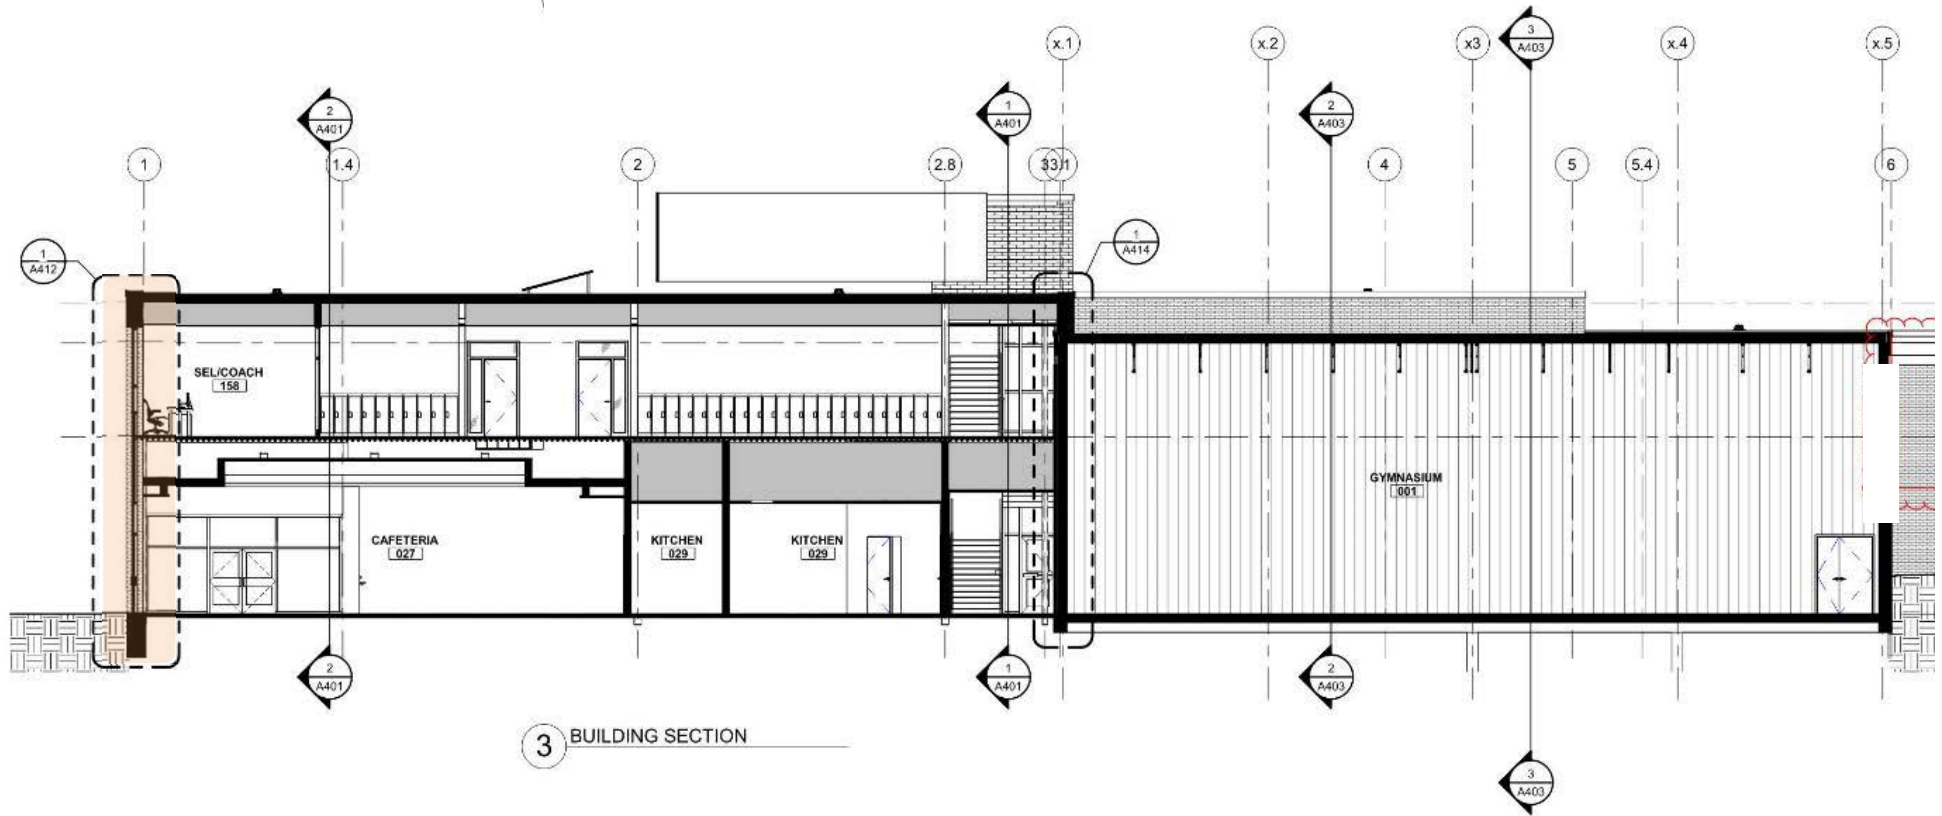 x.1
x.2
x3
3
A403
x.4
x.5
2
A401
1
A401
2
A403
1
1.4
2
2.8
3
3.1
4
5
5.4
6
1
A412
1
A414
SEL/COACH
158
GYMNASIUM
001
CAFETERIA
027
KITCHEN
029
KITCHEN
029
2
A401
1
A401
2
A403
3 BUILDING SECTION
3
A403